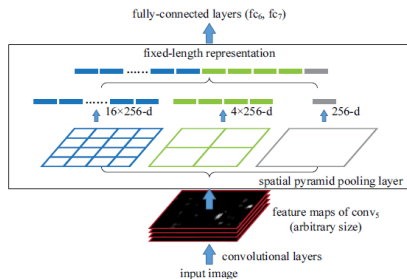 fully-connected layers (fc6, fc7)
fixed-length representation
......
......
16×256-d
4×256-d
256-d
spatial pyramid pooling layer
feature maps of conv5
(arbitrary size)
convolutional layers
input image